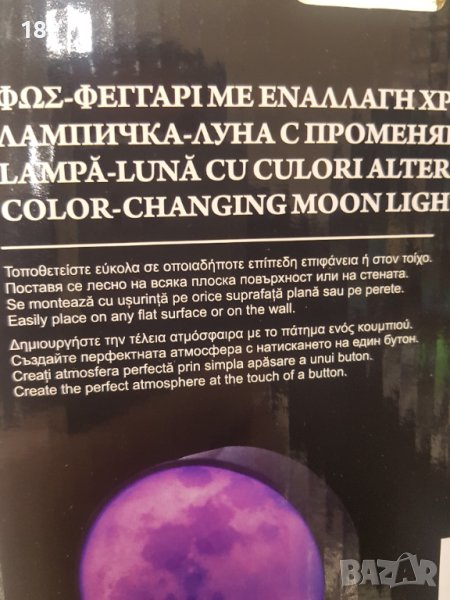 18
ΦΩΣ-ΦΕΓΓΑΡΙ ΜΕ ΕΝΑΛΛΑΓΗ ΧΡ
ЛАМПИЧКА-ЛУНА С ПРОМЕНЯ
LAMPĂ-LUNĂ CU CULORI ALTER
COLOR-CHANGING MOON LIGH
Τοποθετείστε εύκολα σε οποιαδήποτε επίπεδη επιφάνεια ή στον τοίχο.
Поставя се лесно на всяка плоска повърхност или на стената.
Se montează cu ușurință pe orice suprafață plană sau pe perete.
Easily place on any flat surface or on the wall.
Δημιουργήστε την τέλεια ατμόσφαιρα με το πάτημα ενός κουμπιού.
Създайте перфектната атмосфера с натискането на един бутон.
Creați atmosfera perfectă prin simpla apăsare a unui buton.
Create the perfect atmosphere at the touch of a button.
bazar.bg